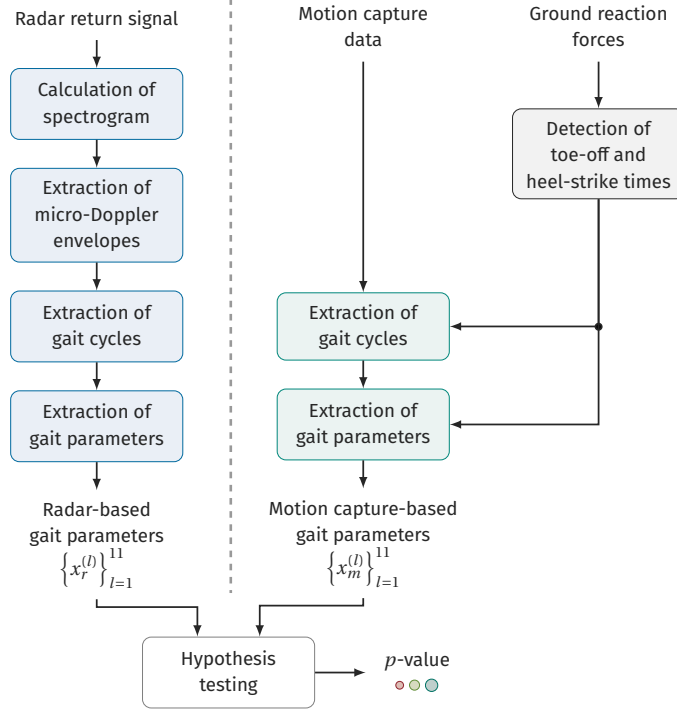 Radar return signal
Calculation of
spectrogram
Extraction of
micro-Doppler
envelopes
Extraction of
gait cycles
Extraction of
gait parameters
Radar-based
gait parameters
{x_r^{(l)}}_{l=1}^{11}
Motion capture
data
Ground reaction
forces
Detection of
toe-off and
heel-strike times
Extraction of
gait cycles
Extraction of
gait parameters
Motion capture-based
gait parameters
{x_m^{(l)}}_{l=1}^{11}
Hypothesis
testing
p-value